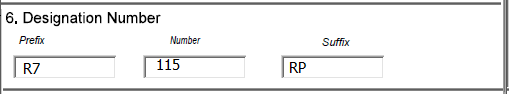 6. Designation Number
Prefix Number Suffix
R7 115 RP